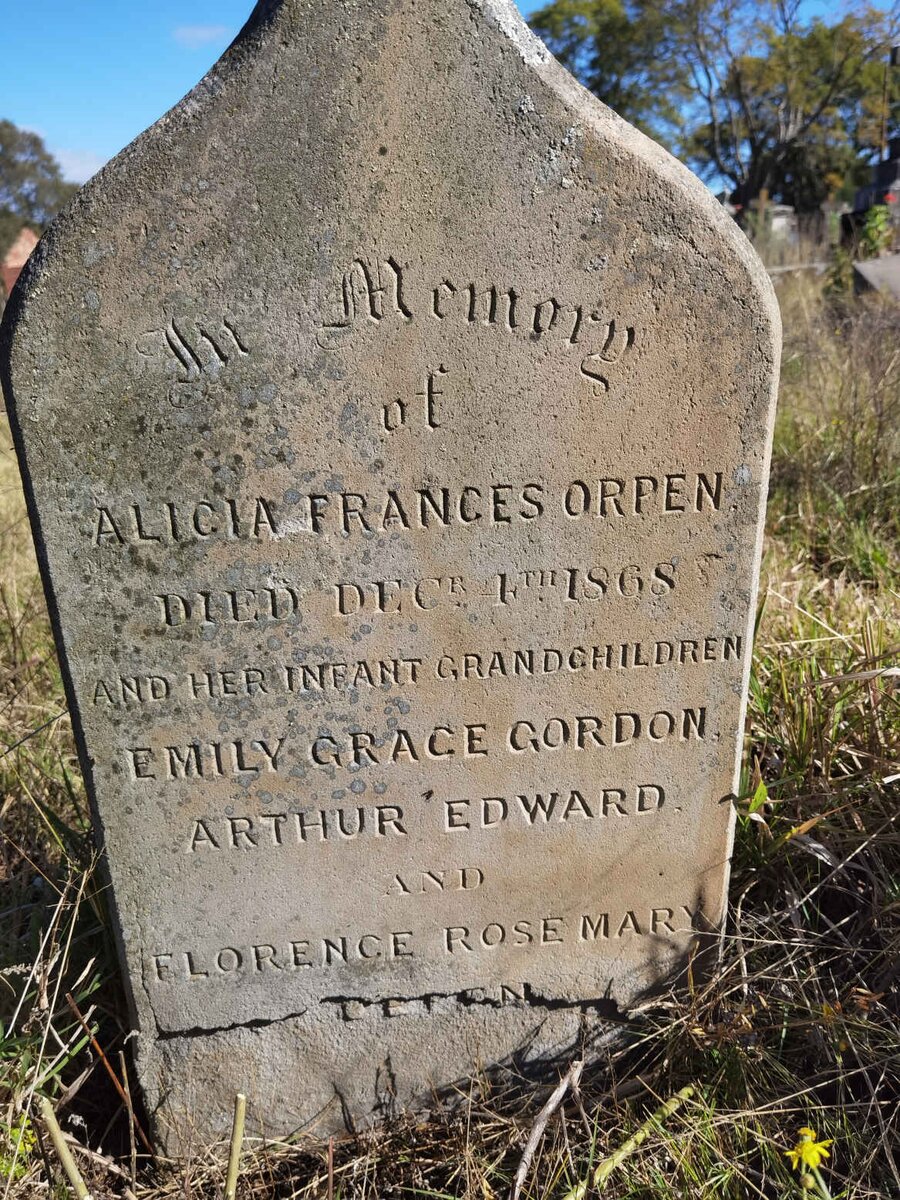 In Memory
of
ALICIA FRANCES ORPEN.
DIED DECR 4TH 1868
AND HER INFANT GRANDCHILDREN
EMILY GRACE GORDON.
ARTHUR EDWARD.
AND
FLORENCE ROSE MARY